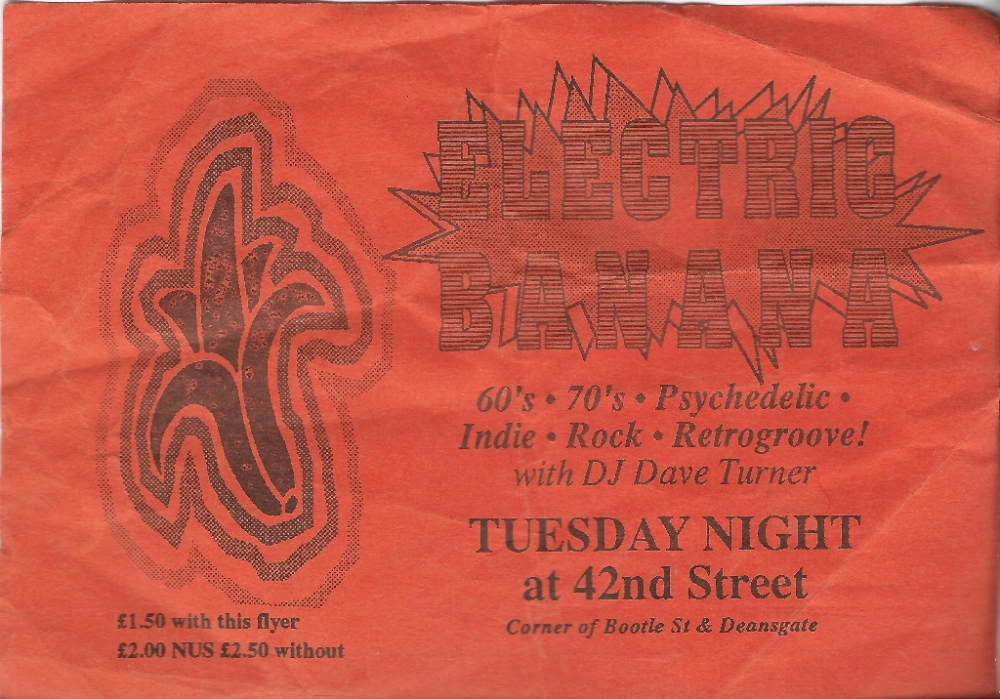 ELECTRIC
BANANA
60's • 70's • Psychedelic •
Indie • Rock • Retrogroove!
with DJ Dave Turner
TUESDAY NIGHT
at 42nd Street
Corner of Bootle St & Deansgate
£1.50 with this flyer
£2.00 NUS £2.50 without